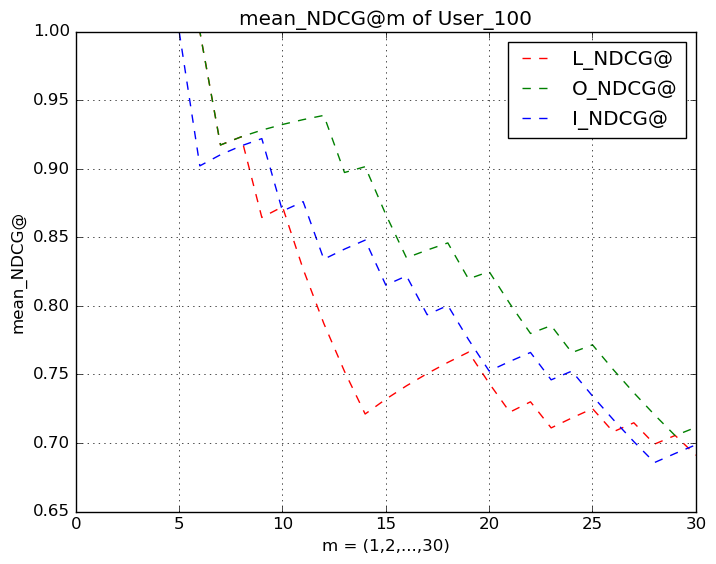 mean_NDCG@m of User_100
L_NDCG@
O_NDCG@
I_NDCG@
mean_NDCG@
1.00
0.95
0.90
0.85
0.80
0.75
0.70
0.65
0 5 10 15 20 25 30
m = (1,2,...,30)